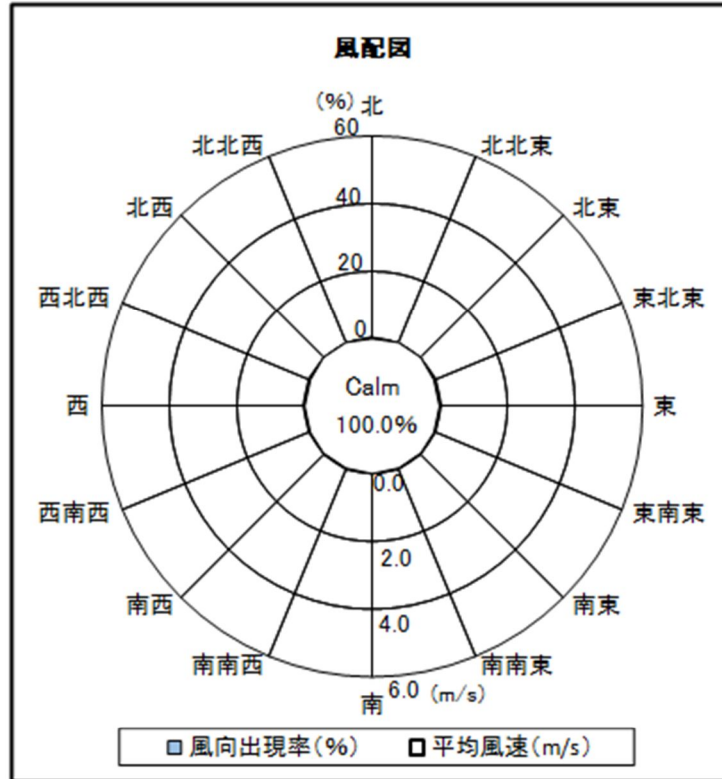 風配図
(%) 北
60
北北西
北北東
40
北西
北東
20
西北西
東北東
0
Calm
西
東
100.0%
0.0
西南西
東南東
2.0
南西
南東
4.0
南南西
南南東
南 6.0 (m/s)
風向出現率(%) 平均風速(m/s)